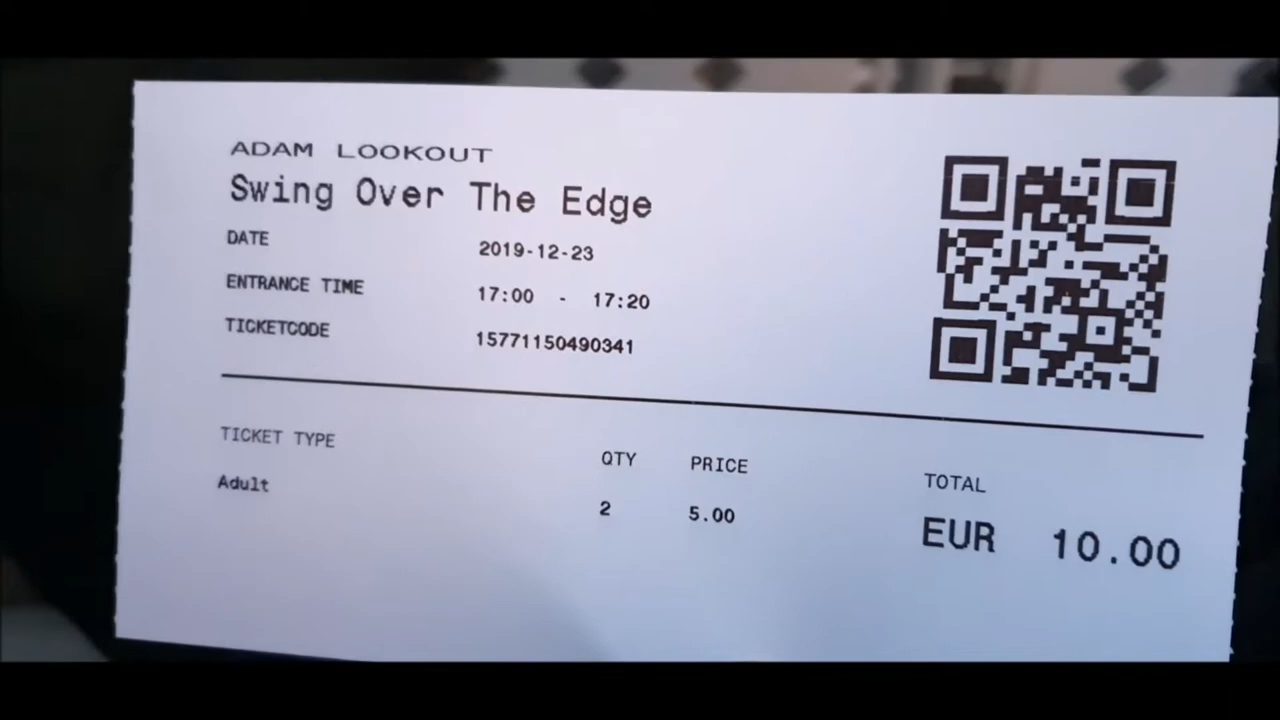 ADAM LOOKOUT
Swing Over The Edge
DATE 2019-12-23
ENTRANCE TIME 17:00 - 17:20
TICKETCODE 15771150490341
TICKET TYPE QTY PRICE TOTAL
Adult 2 5.00 EUR 10.00